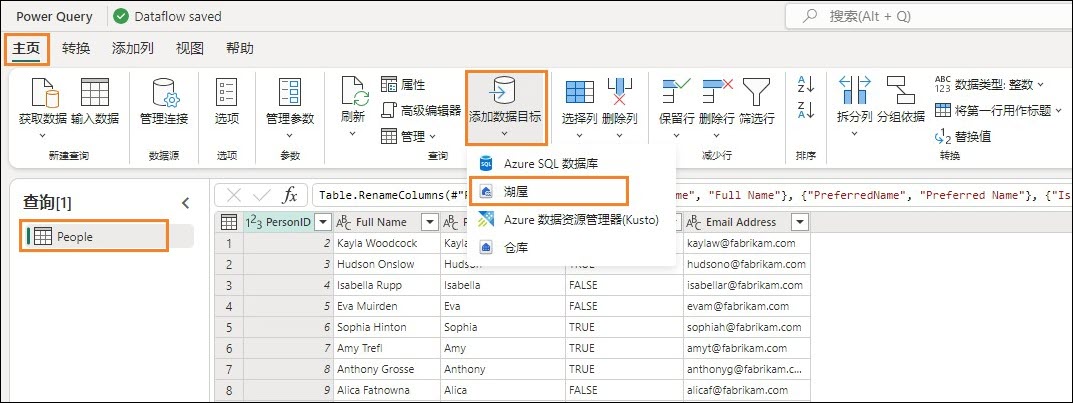 Power Query
Dataflow saved
搜索(Alt + Q)
主页 转换 添加列 视图 帮助
获取数据 输入数据
新建查询
管理连接
数据源
选项
选项
管理参数
参数
刷新
属性
高级编辑器
管理
查询
添加数据目标
选择列 删除列
保留行 删除行 筛选行
减少行
排序
拆分列 分组依据
数据类型: 整数
将第一行用作标题
替换值
转换
Azure SQL 数据库
湖屋
Azure 数据资源管理器(Kusto)
仓库
查询[1]
People
fx Table.RenameColumns(#"R
ame", "Full Name"}, {"PreferredName", "Preferred Name"}, {"Is
PersonID Full Name Email Address
1 2 Kayla Woodcock Kayla kaylaw@fabrikam.com
2 3 Hudson Onslow Hudson TRUE hudsono@fabrikam.com
3 4 Isabella Rupp Isabella FALSE isabellar@fabrikam.com
4 5 Eva Muirden Eva FALSE evam@fabrikam.com
5 6 Sophia Hinton Sophia TRUE sophiah@fabrikam.com
6 7 Amy Trefl Amy TRUE amyt@fabrikam.com
7 8 Anthony Grosse Anthony TRUE anthonyg@fabrikam.c...
8 9 Alica Fatnowna Alica FALSE alicaf@fabrikam.com